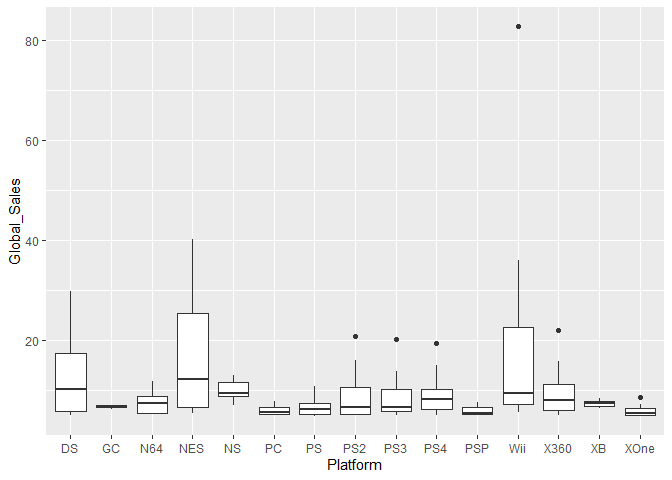 80
60
40
20
Global_Sales
DS GC N64 NES NS PC PS PS2 PS3 PS4 PSP Wii X360 XB XOne
Platform